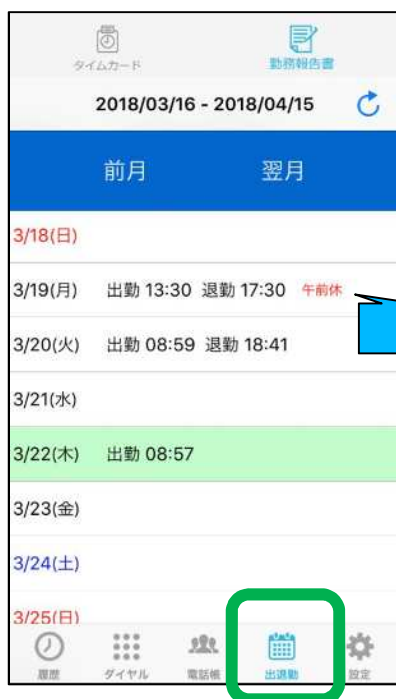 タイムカード 勤務報告書
2018/03/16 - 2018/04/15
前月 翌月
3/18(日)
3/19(月) 出勤 13:30 退勤 17:30 午前休
3/20(火) 出勤 08:59 退勤 18:41
3/21(水)
3/22(木) 出勤 08:57
3/23(金)
3/24(土)
3/25(日)
履歴 ダイヤル 電話帳 出退勤 設定